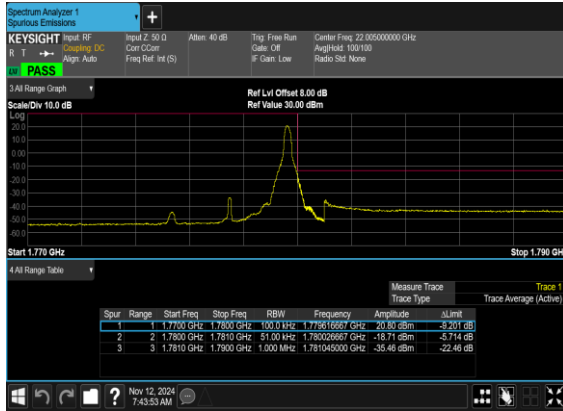 Spectrum Analyzer 1
Spurious Emissions
KEYSIGHT Input: RF Input Z: 50 Ω Atten: 40 dB Trig: Free Run Center Freq: 22.005000000 GHz
R T Coupling: DC Corr CCorr Gate: Off Avg|Hold: 100/100
Align: Auto Freq Ref: Int (S) IF Gain: Low Radio Std: None
LV PASS
3 All Range Graph Ref Lvl Offset 8.00 dB
Scale/Div 10.0 dB Ref Value 30.00 dBm
Log
20.0
10.0
0.00
-10.0
-20.0
-30.0
-40.0
-50.0
-60.0
Start 1.770 GHz Stop 1.790 GH
4 All Range Table
Measure Trace Trace 1
Trace Type Trace Average (Active)
Spur Range Start Freq Stop Freq RBW Frequency Amplitude ΔLimit
1 1 1.7700 GHz 1.7800 GHz 100.0 kHz 1.779616667 GHz 20.80 dBm -9.201 dB
2 2 1.7800 GHz 1.7810 GHz 51.00 kHz 1.780026667 GHz -18.71 dBm -5.714 dB
3 3 1.7810 GHz 1.7900 GHz 1.000 MHz 1.781045000 GHz -35.46 dBm -22.46 dB
Nov 12, 2024
7:43:53 AM